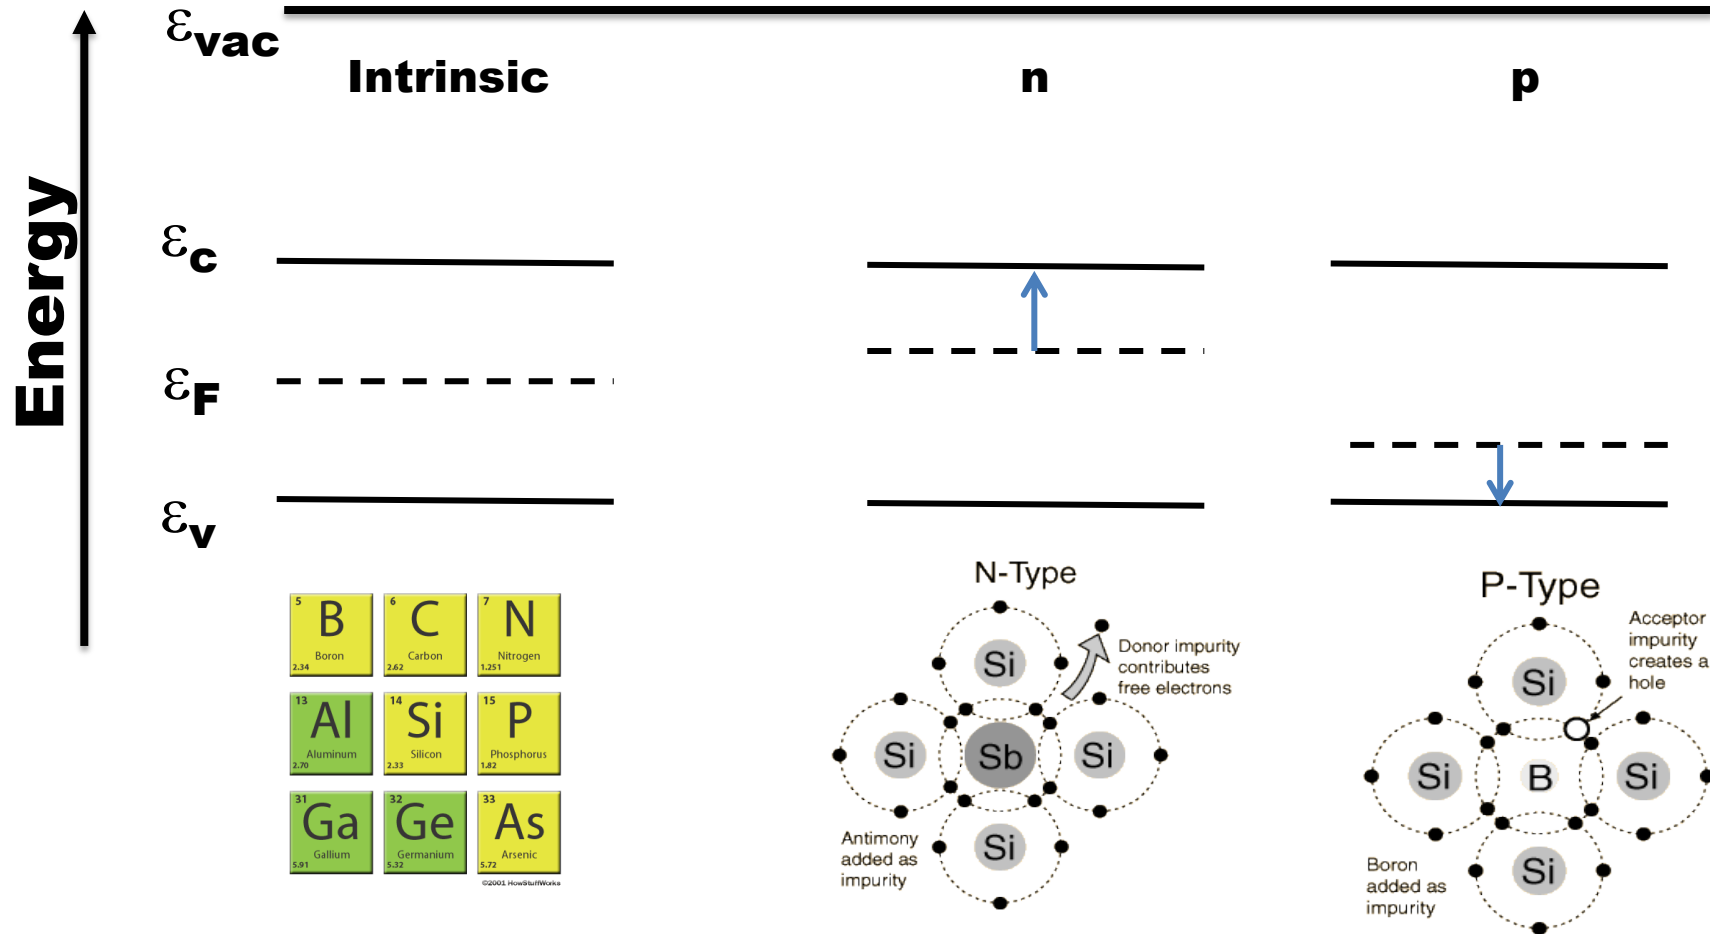 εvac
Intrinsic
n
p
Energy
εc
εF
εv
5
B
Boron
2.34
6
C
Carbon
2.62
7
N
Nitrogen
1.251
13
Al
Aluminum
2.70
14
Si
Silicon
2.33
15
P
Phosphorus
1.82
31
Ga
Gallium
5.91
32
Ge
Germanium
5.32
33
As
Arsenic
5.72
©2001 HowStuffWorks
N-Type
Si
Donor impurity
contributes
free electrons
Si
Sb
Si
Antimony
added as
impurity
Si
P-Type
Acceptor
impurity
creates a
hole
Si
Si
B
Si
Boron
added as
impurity
Si